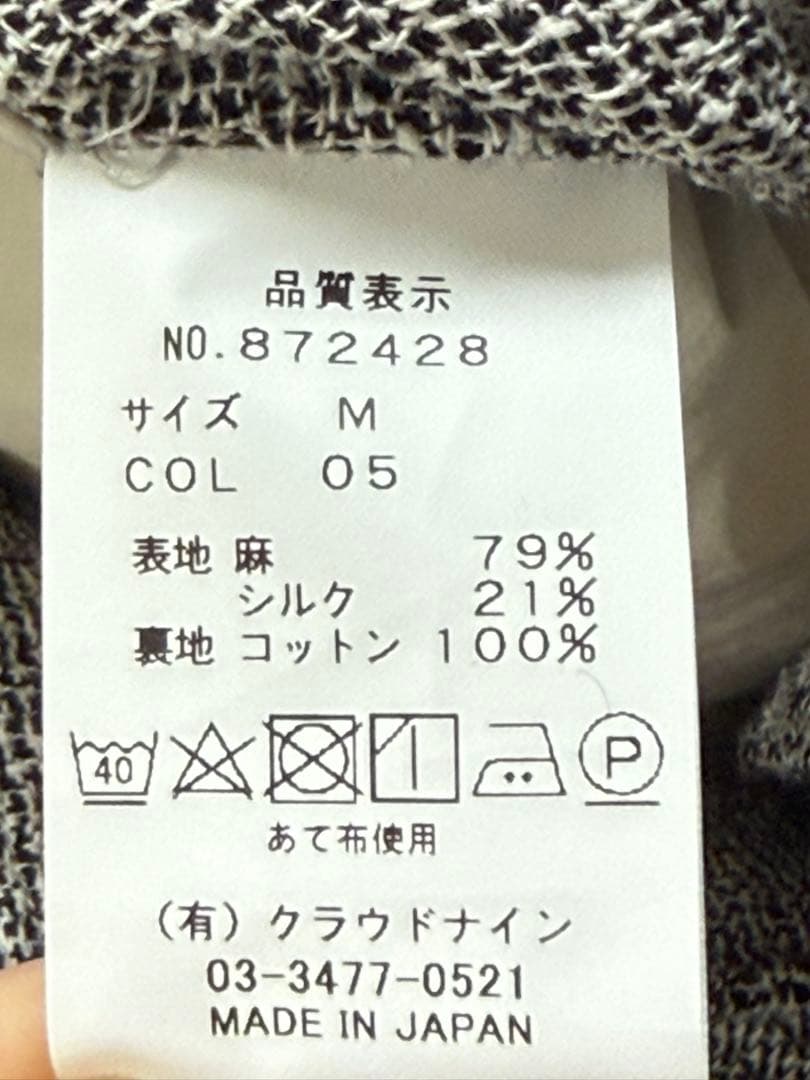 品質表示
NO.872428
サイズ M
COL 05
表地 麻 79%
シルク 21%
裏地 コットン 100%
40 P
あて布使用
(有)クラウドナイン
03-3477-0521
MADE IN JAPAN